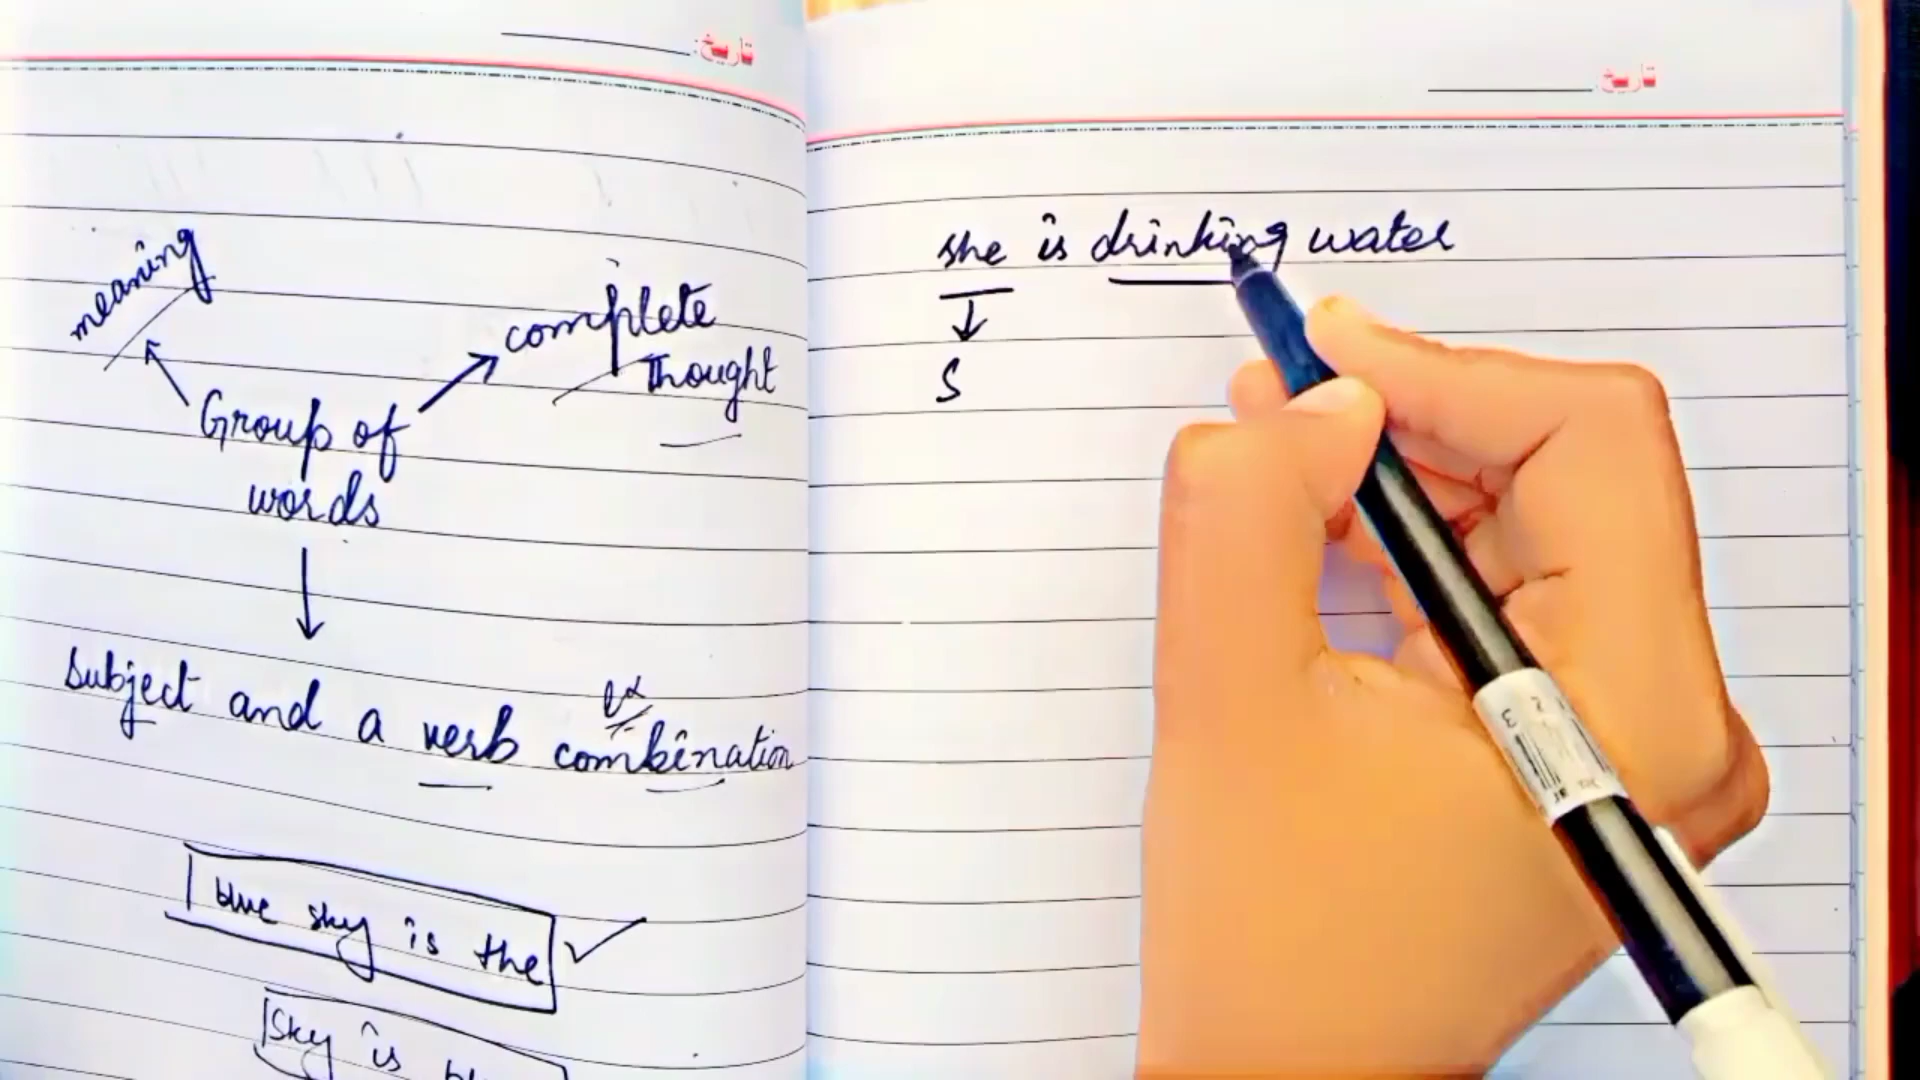 تاریخ:
meaning
complete
Thought
Group of
words
subject and a verb combination
blue sky is the
Sky is
تاریخ:
she is drinking water
S